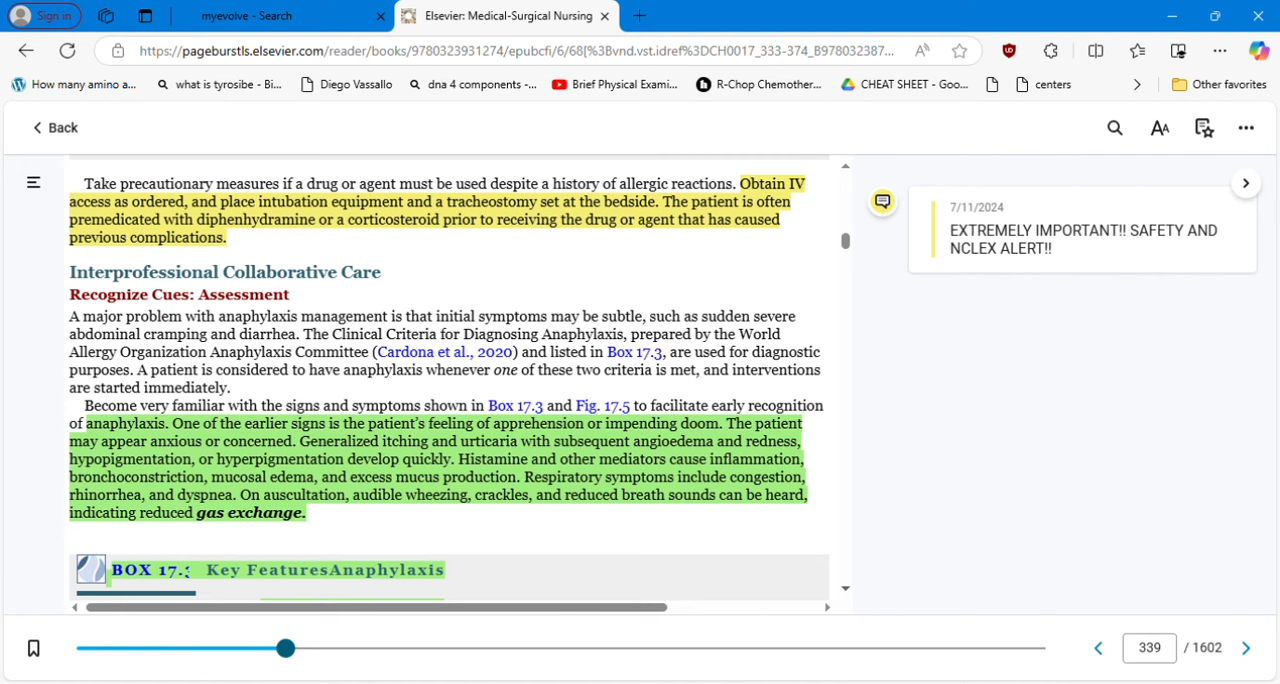 Sign in
myevolve - Search
Elsevier: Medical-Surgical Nursing
https://pageburstls.elsevier.com/reader/books/9780323931274/epubcfi/6/68[%3Bvnd.vst.idref%3DCH0017_333-374_B978032387...
How many amino a...
what is tyrosibe - Bi...
Diego Vassallo
dna 4 components -...
Brief Physical Exami...
R-Chop Chemother...
CHEAT SHEET - Goo...
centers
Other favorites
Back
Take precautionary measures if a drug or agent must be used despite a history of allergic reactions. Obtain IV
access as ordered, and place intubation equipment and a tracheostomy set at the bedside. The patient is often
premedicated with diphenhydramine or a corticosteroid prior to receiving the drug or agent that has caused
previous complications.
7/11/2024
EXTREMELY IMPORTANT!! SAFETY AND
NCLEX ALERT!!
Interprofessional Collaborative Care
Recognize Cues: Assessment
A major problem with anaphylaxis management is that initial symptoms may be subtle, such as sudden severe
abdominal cramping and diarrhea. The Clinical Criteria for Diagnosing Anaphylaxis, prepared by the World
Allergy Organization Anaphylaxis Committee (Cardona et al., 2020) and listed in Box 17.3, are used for diagnostic
purposes. A patient is considered to have anaphylaxis whenever one of these two criteria is met, and interventions
are started immediately.
Become very familiar with the signs and symptoms shown in Box 17.3 and Fig. 17.5 to facilitate early recognition
of anaphylaxis. One of the earlier signs is the patient's feeling of apprehension or impending doom. The patient
may appear anxious or concerned. Generalized itching and urticaria with subsequent angioedema and redness,
hypopigmentation, or hyperpigmentation develop quickly. Histamine and other mediators cause inflammation,
bronchoconstriction, mucosal edema, and excess mucus production. Respiratory symptoms include congestion,
rhinorrhea, and dyspnea. On auscultation, audible wheezing, crackles, and reduced breath sounds can be heard,
indicating reduced gas exchange.
BOX 17.3 Key FeaturesAnaphylaxis
339 / 1602